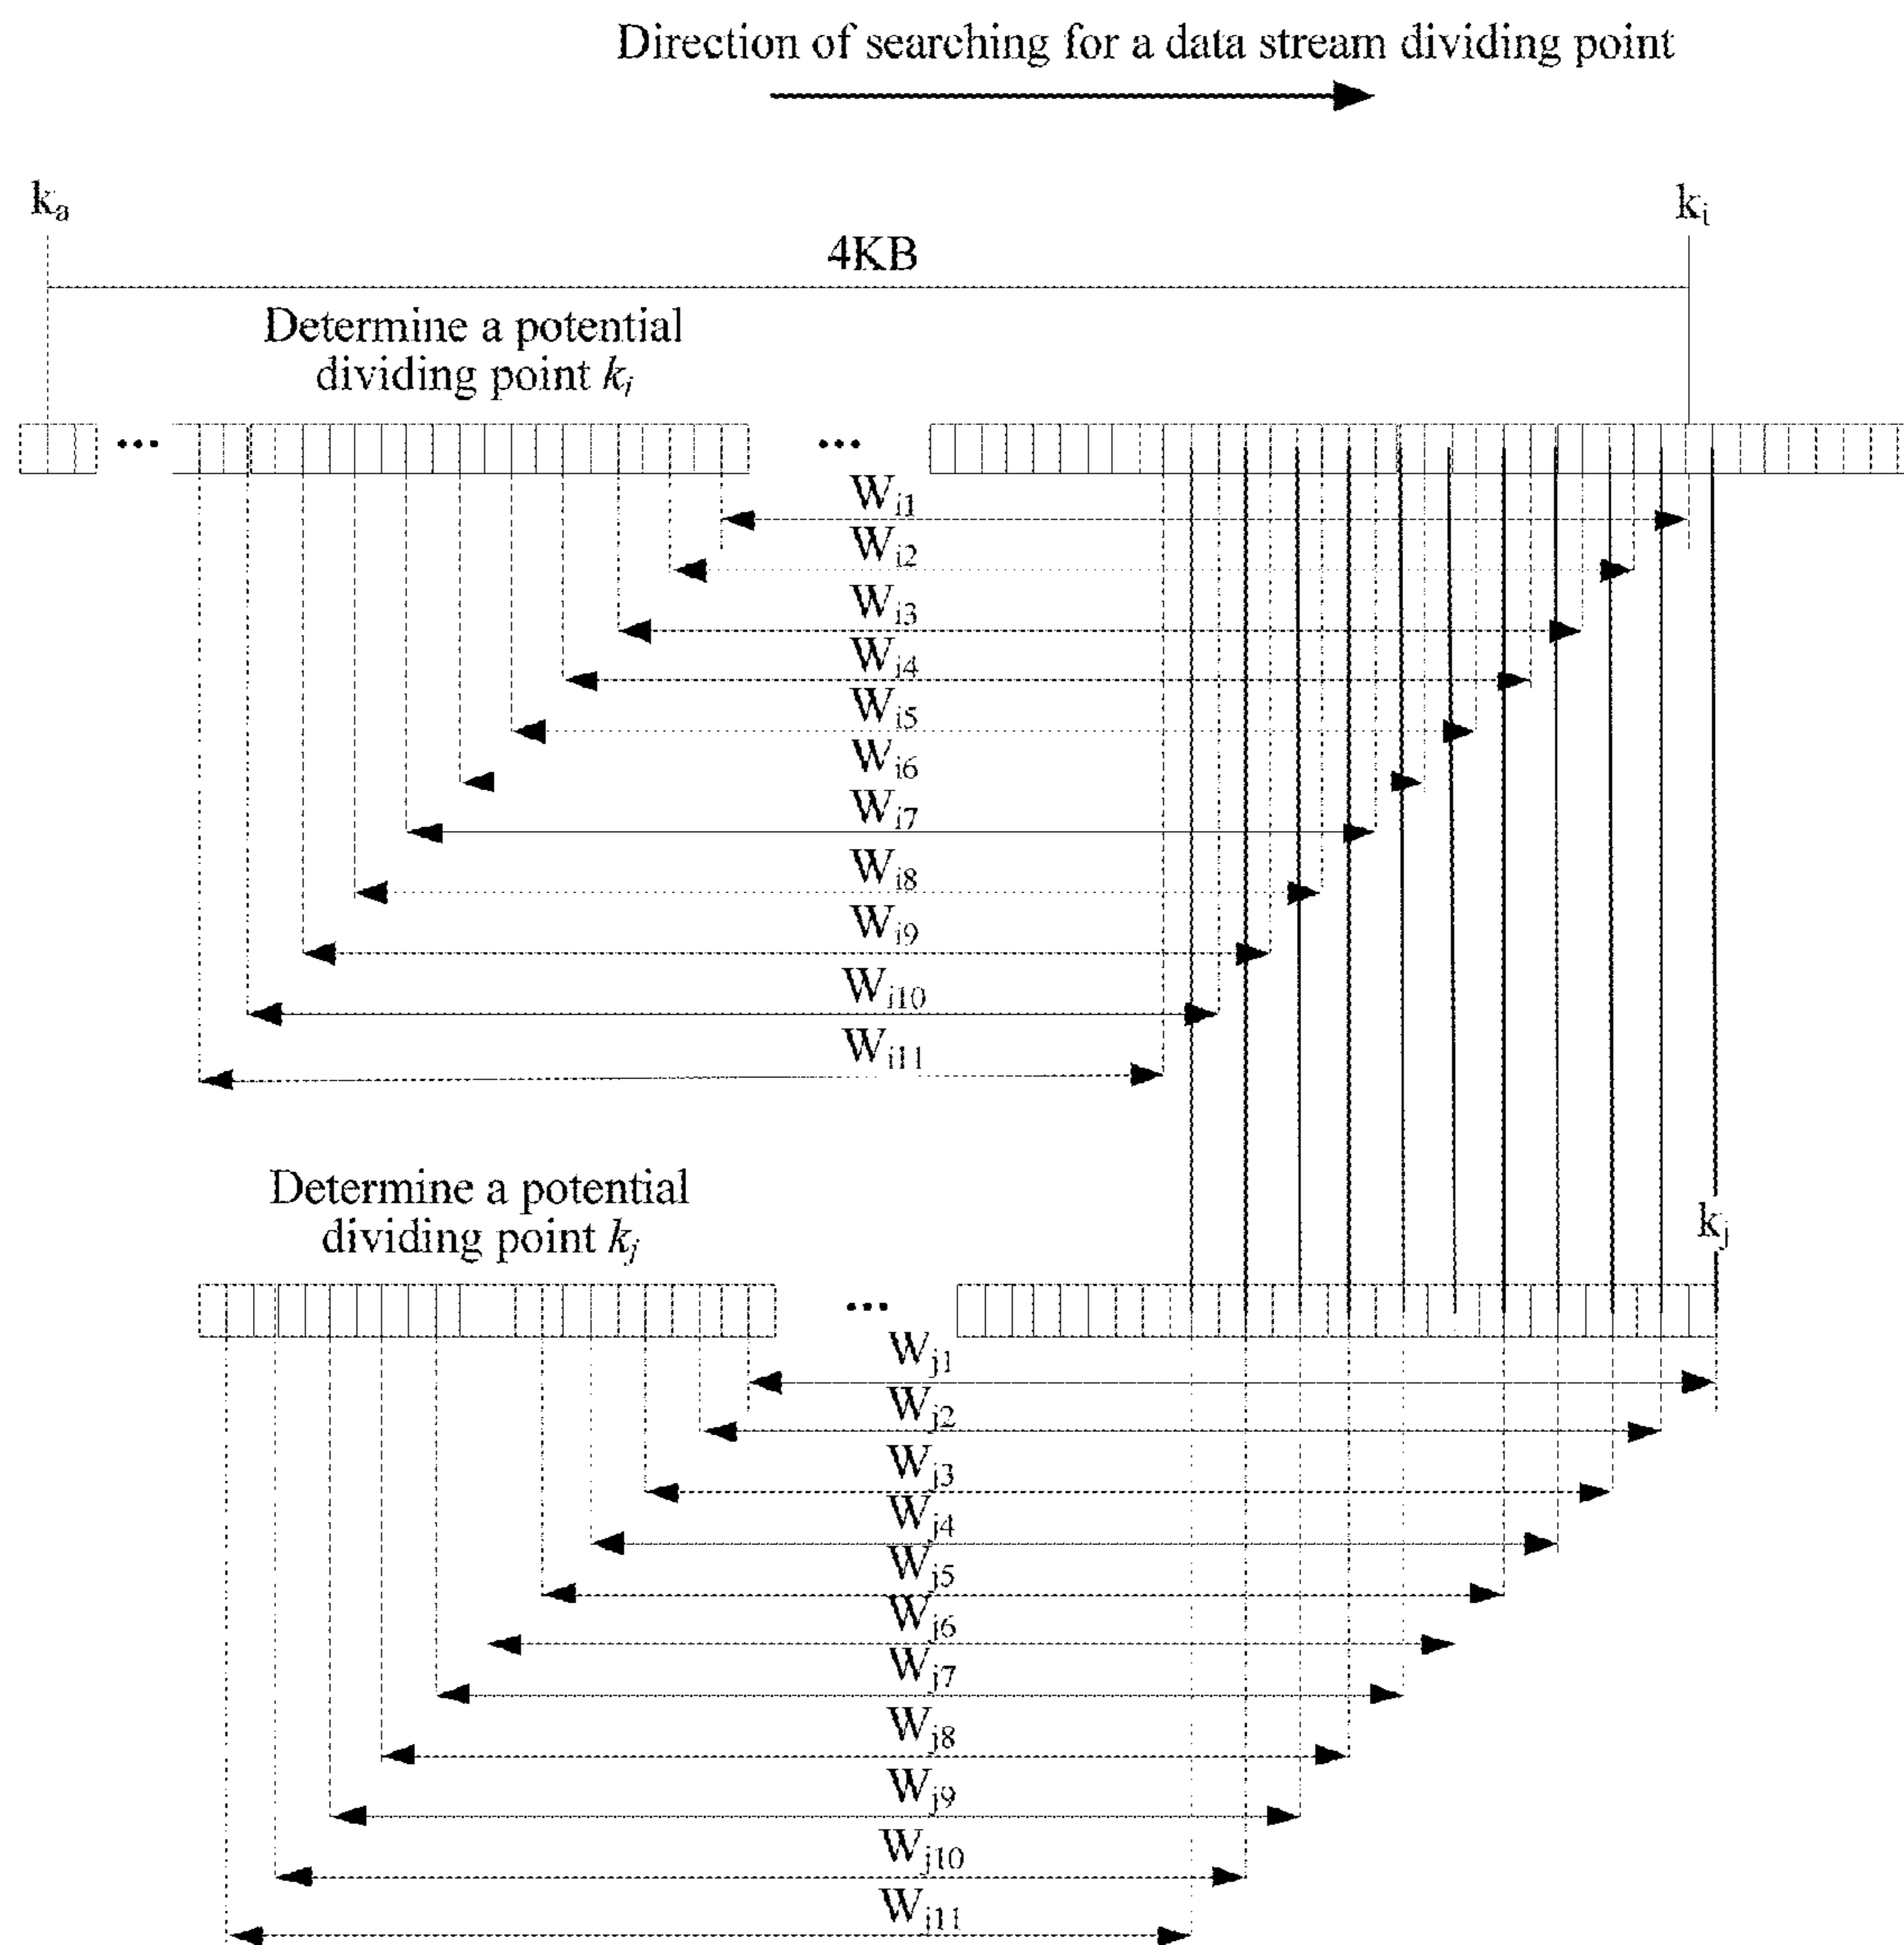 Direction of searching for a data stream dividing point
kₐ
kᵢ
4KB
Determine a potential
dividing point kᵢ
... ...
Wᵢ₁
Wᵢ₂
Wᵢ₃
Wᵢ₄
Wᵢ₅
Wᵢ₆
Wᵢ₇
Wᵢ₈
Wᵢ₉
Wᵢ₁₀
Wᵢ₁₁
Determine a potential
dividing point kⱼ
kⱼ
...
Wⱼ₁
Wⱼ₂
Wⱼ₃
Wⱼ₄
Wⱼ₅
Wⱼ₆
Wⱼ₇
Wⱼ₈
Wⱼ₉
Wⱼ₁₀
Wⱼ₁₁